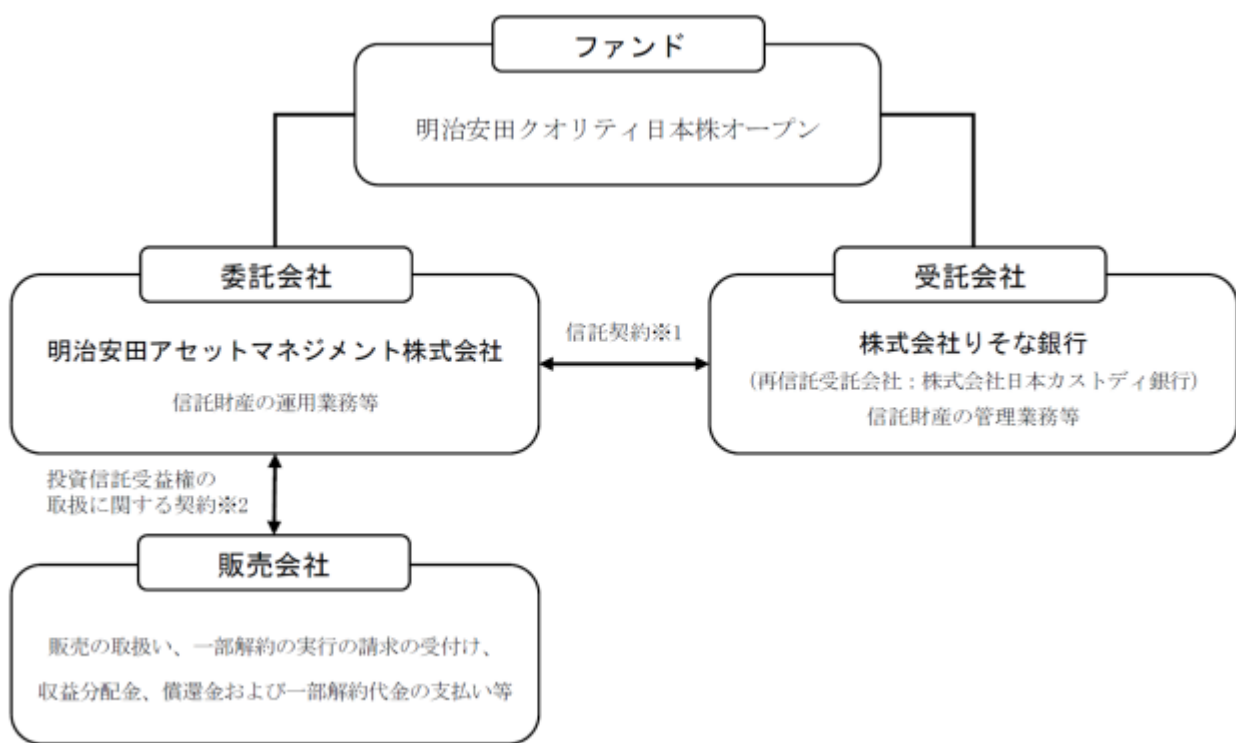 ファンド
明治安田クオリティ日本株オープン
委託会社
明治安田アセットマネジメント株式会社
信託財産の運用業務等
信託契約※1
受託会社
株式会社りそな銀行
(再信託受託会社：株式会社日本カストディ銀行)
信託財産の管理業務等
投資信託受益権の
取扱に関する契約※2
販売会社
販売の取扱い、一部解約の実行の請求の受付け、
収益分配金、償還金および一部解約代金の支払い等